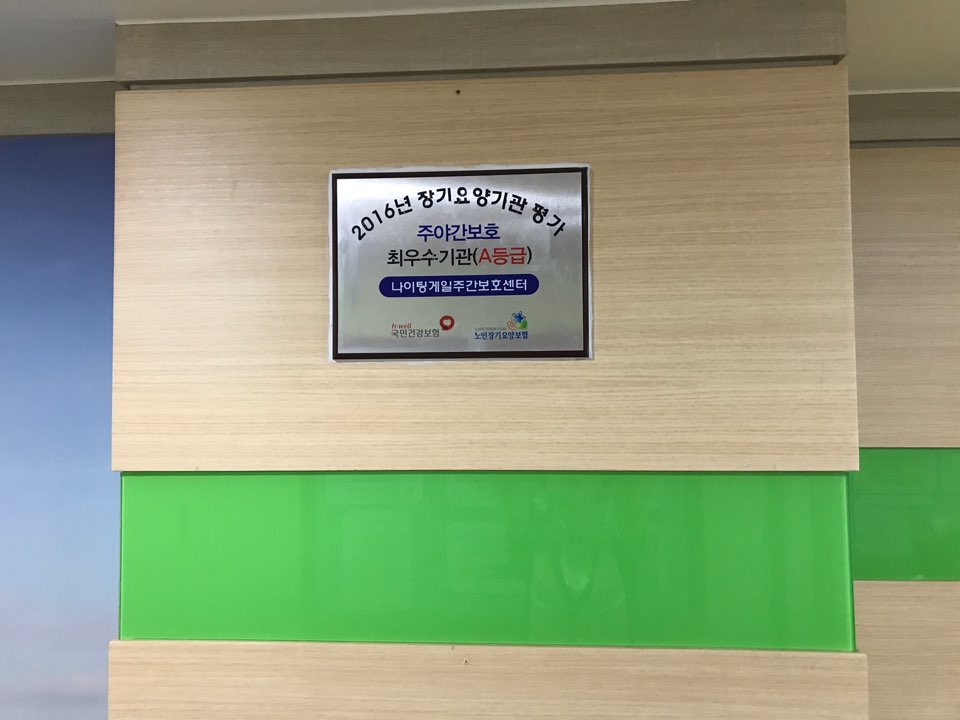 2016년 장기요양기관 평가
주야간보호
최우수기관(A등급)
나이팅게일주간보호센터
h·well
국민건강보험
노인장기요양보험